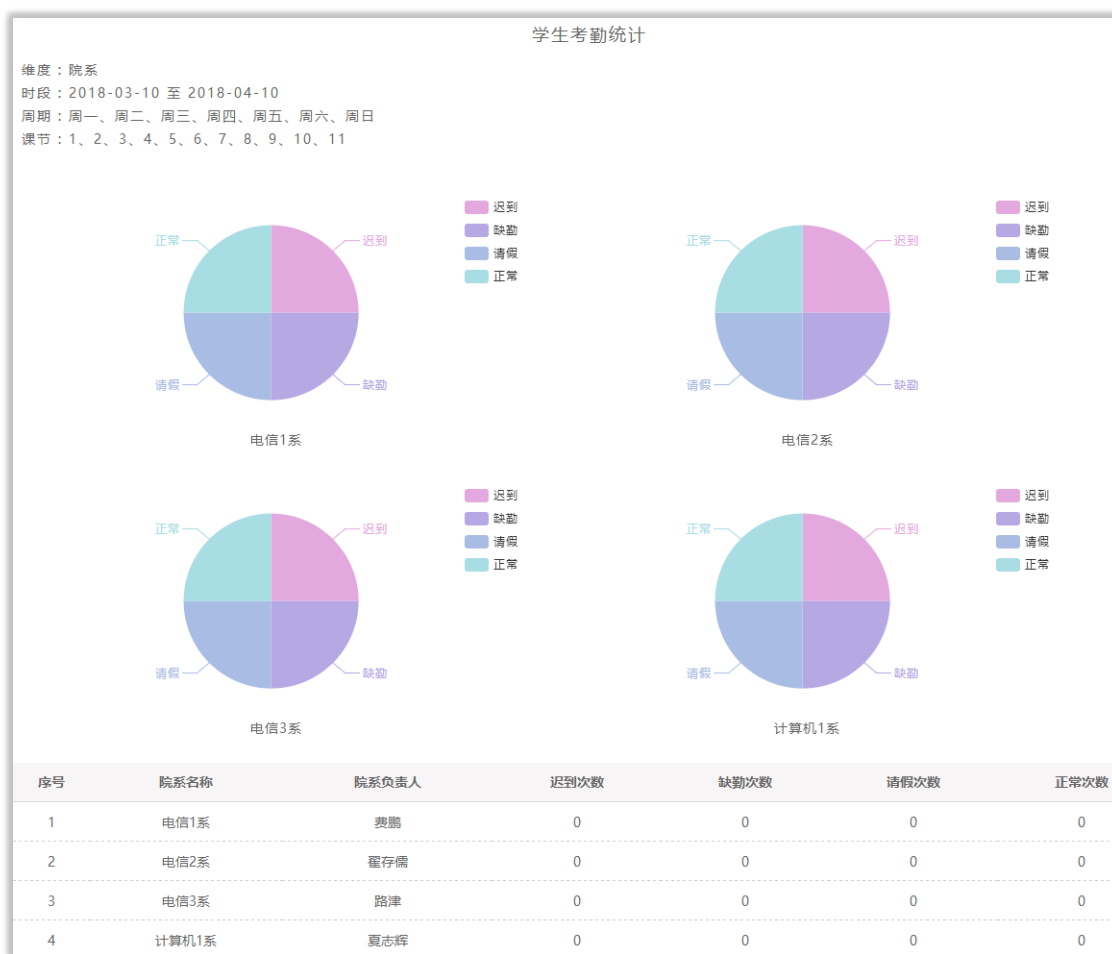 学生考勤统计
维度：院系
时段：2018-03-10 至 2018-04-10
周期：周一、周二、周三、周四、周五、周六、周日
课节：1、2、3、4、5、6、7、8、9、10、11
正常 迟到
请假 缺勤
迟到
缺勤
请假
正常
电信1系
正常 迟到
请假 缺勤
迟到
缺勤
请假
正常
电信2系
正常 迟到
请假 缺勤
迟到
缺勤
请假
正常
电信3系
正常 迟到
请假 缺勤
迟到
缺勤
请假
正常
计算机1系
序号 院系名称 院系负责人 迟到次数 缺勤次数 请假次数 正常次数
1 电信1系 费鹏 0 0 0 0
2 电信2系 翟存儒 0 0 0 0
3 电信3系 路津 0 0 0 0
4 计算机1系 夏志辉 0 0 0 0